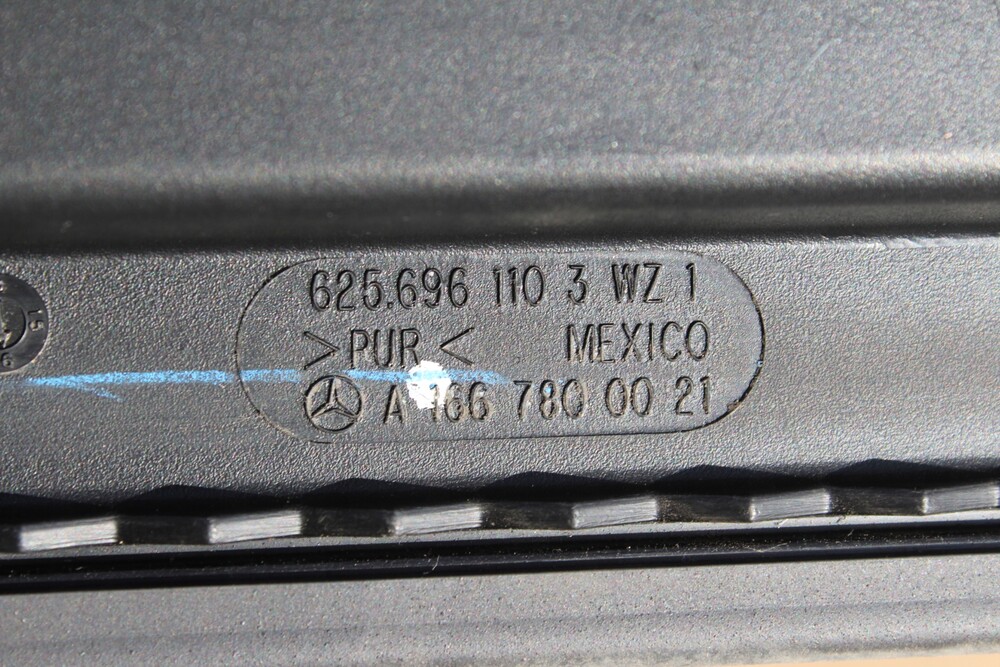 625.696 110 3 WZ 1
>PUR< MEXICO
A 166 780 00 21